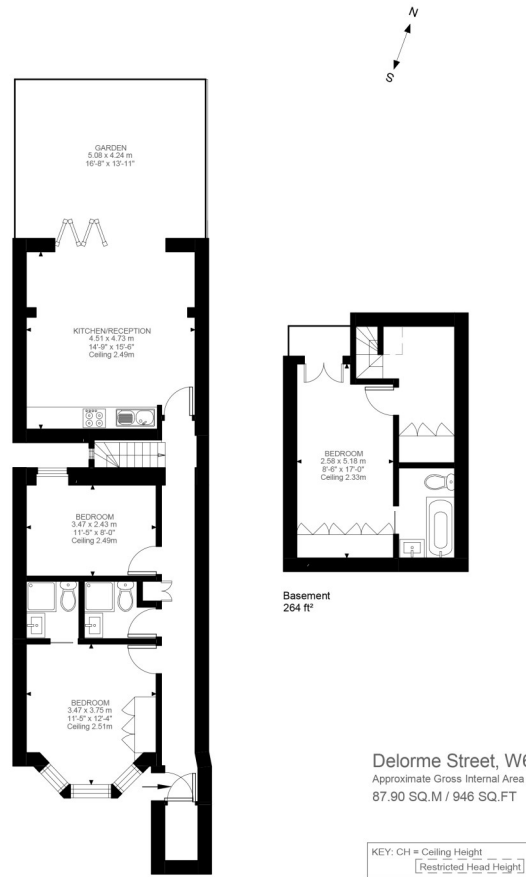 N
S
GARDEN
5.08 x 4.24 m
16'-8" x 13'-11"
KITCHEN/RECEPTION
4.51 x 4.73 m
14'-9" x 15'-6"
Ceiling 2.49m
BEDROOM
3.47 x 2.43 m
11'-5" x 8'-0"
Ceiling 2.49m
BEDROOM
3.47 x 3.75 m
11'-5" x 12'-4"
Ceiling 2.51m
BEDROOM
2.58 x 5.18 m
8'-6" x 17'-0"
Ceiling 2.33m
Basement
264 ft²
Delorme Street, W6
Approximate Gross Internal Area
87.90 SQ.M / 946 SQ.FT
KEY: CH = Ceiling Height
Restricted Head Height